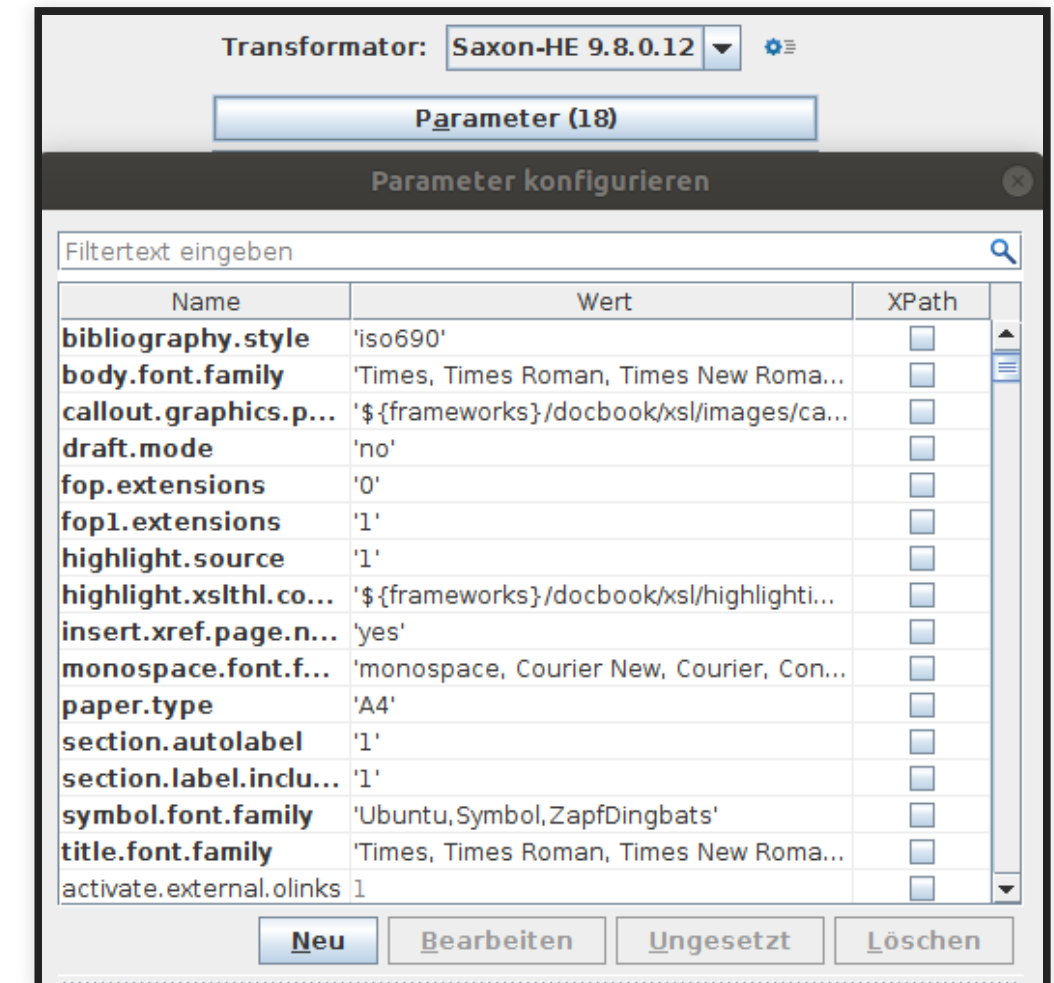 Transformator: Saxon-HE 9.8.0.12
Parameter (18)
Parameter konfigurieren
Filtertext eingeben
Name Wert XPath
bibliography.style 'iso690'
body.font.family 'Times, Times Roman, Times New Roma...
callout.graphics.p... '${frameworks}/docbook/xsl/images/ca...
draft.mode 'no'
fop.extensions '0'
fop1.extensions '1'
highlight.source '1'
highlight.xslthl.co... '${frameworks}/docbook/xsl/highlighti...
insert.xref.page.n... 'yes'
monospace.font.f... 'monospace, Courier New, Courier, Con...
paper.type 'A4'
section.autolabel '1'
section.label.inclu... '1'
symbol.font.family 'Ubuntu,Symbol,ZapfDingbats'
title.font.family 'Times, Times Roman, Times New Roma...
activate.external.olinks 1
Neu Bearbeiten Ungesetzt Löschen